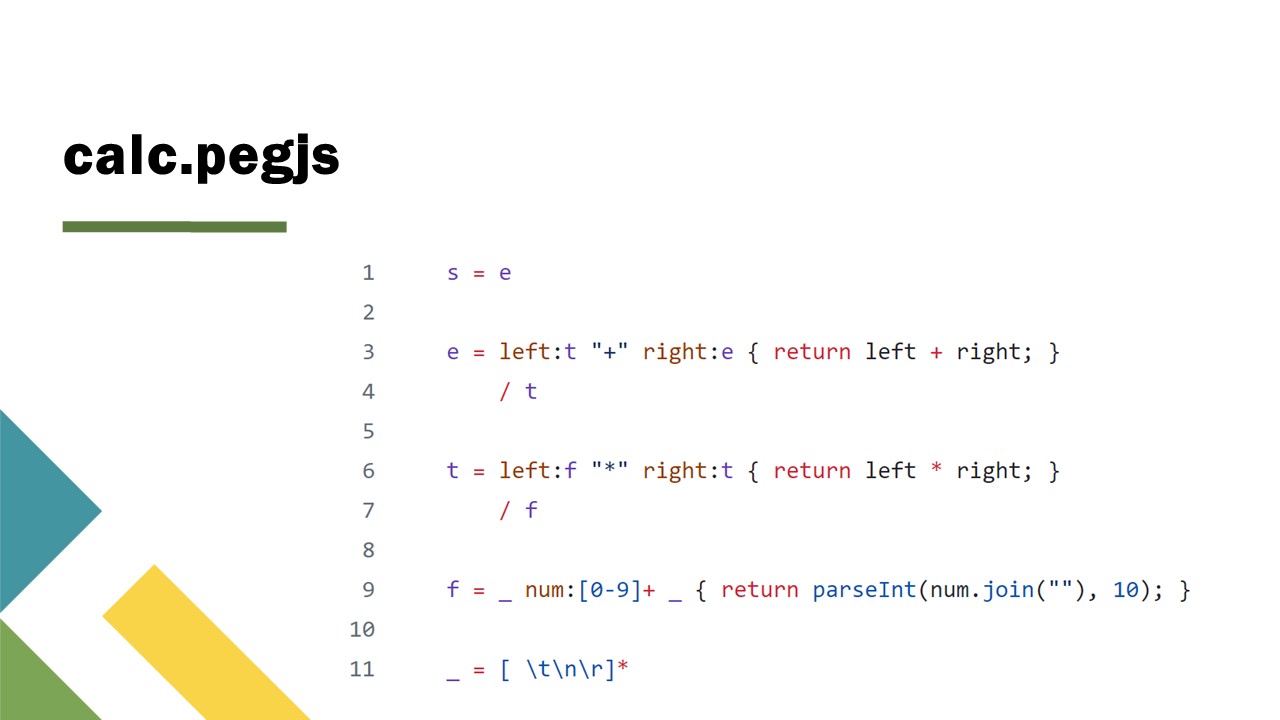 calc.pegjs
1 s = e
2
3 e = left:t "+" right:e { return left + right; }
4 / t
5
6 t = left:f "*" right:t { return left * right; }
7 / f
8
9 f = _ num:[0-9]+ _ { return parseInt(num.join(""), 10); }
10
11 _ = [ \t\n\r]*